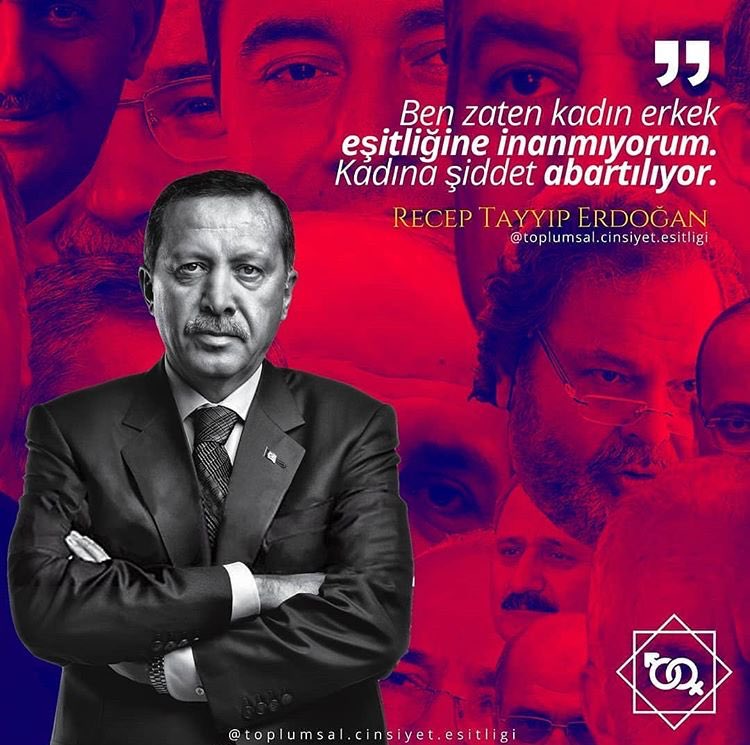 Ben zaten kadın erkek
eşitliğine inanmıyorum.
Kadına şiddet abartılıyor.
RECEP TAYYIP ERDOĞAN
@toplumsal.cinsiyet.esitligi
@toplumsal.cinsiyet.esitligi